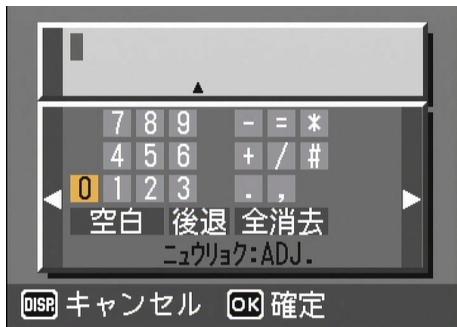 7 8 9 - = *
4 5 6 + / #
0 1 2 3 . ,
空白 後退 全消去
ニュウリョク:ADJ.
DISP. キャンセル OK 確定